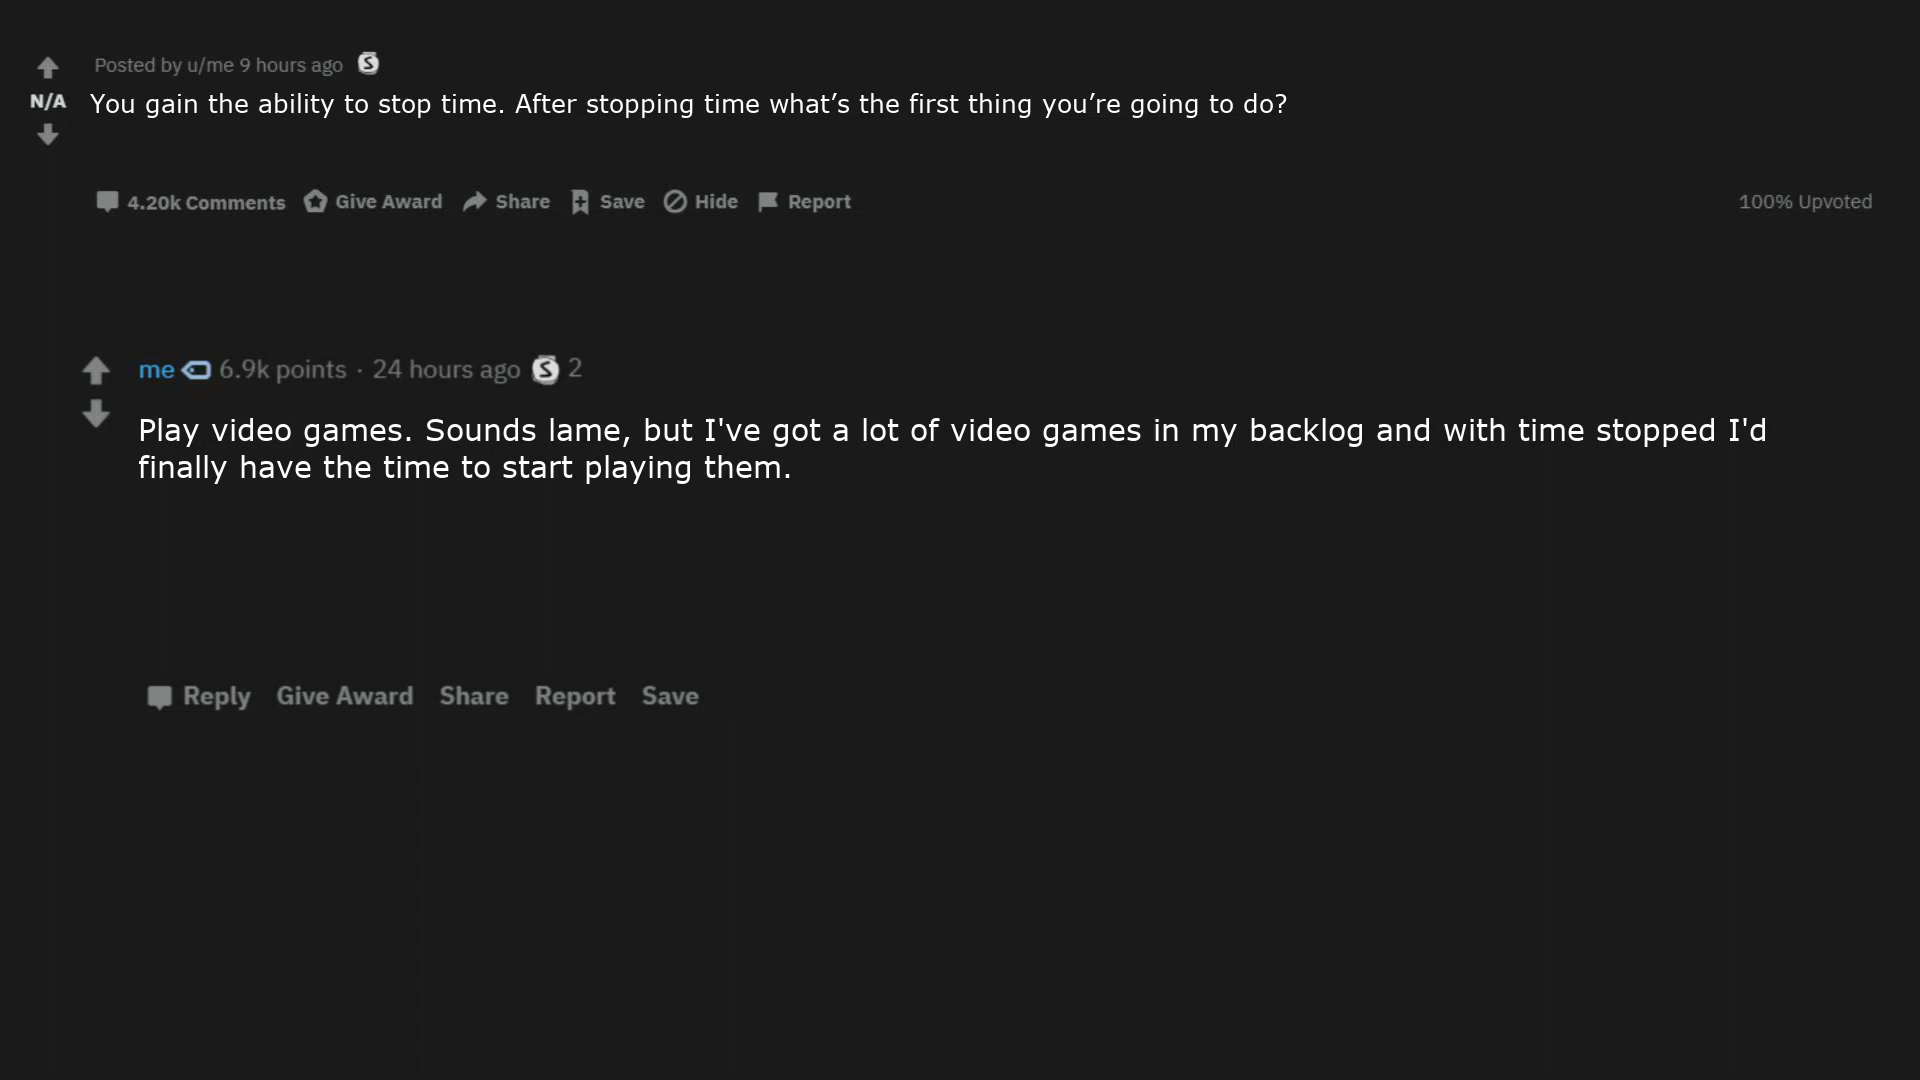 Posted by u/me 9 hours ago
N/A
You gain the ability to stop time. After stopping time what’s the first thing you’re going to do?
4.20k Comments Give Award Share Save Hide Report 100% Upvoted
me 6.9k points · 24 hours ago S 2
Play video games. Sounds lame, but I've got a lot of video games in my backlog and with time stopped I'd
finally have the time to start playing them.
Reply Give Award Share Report Save